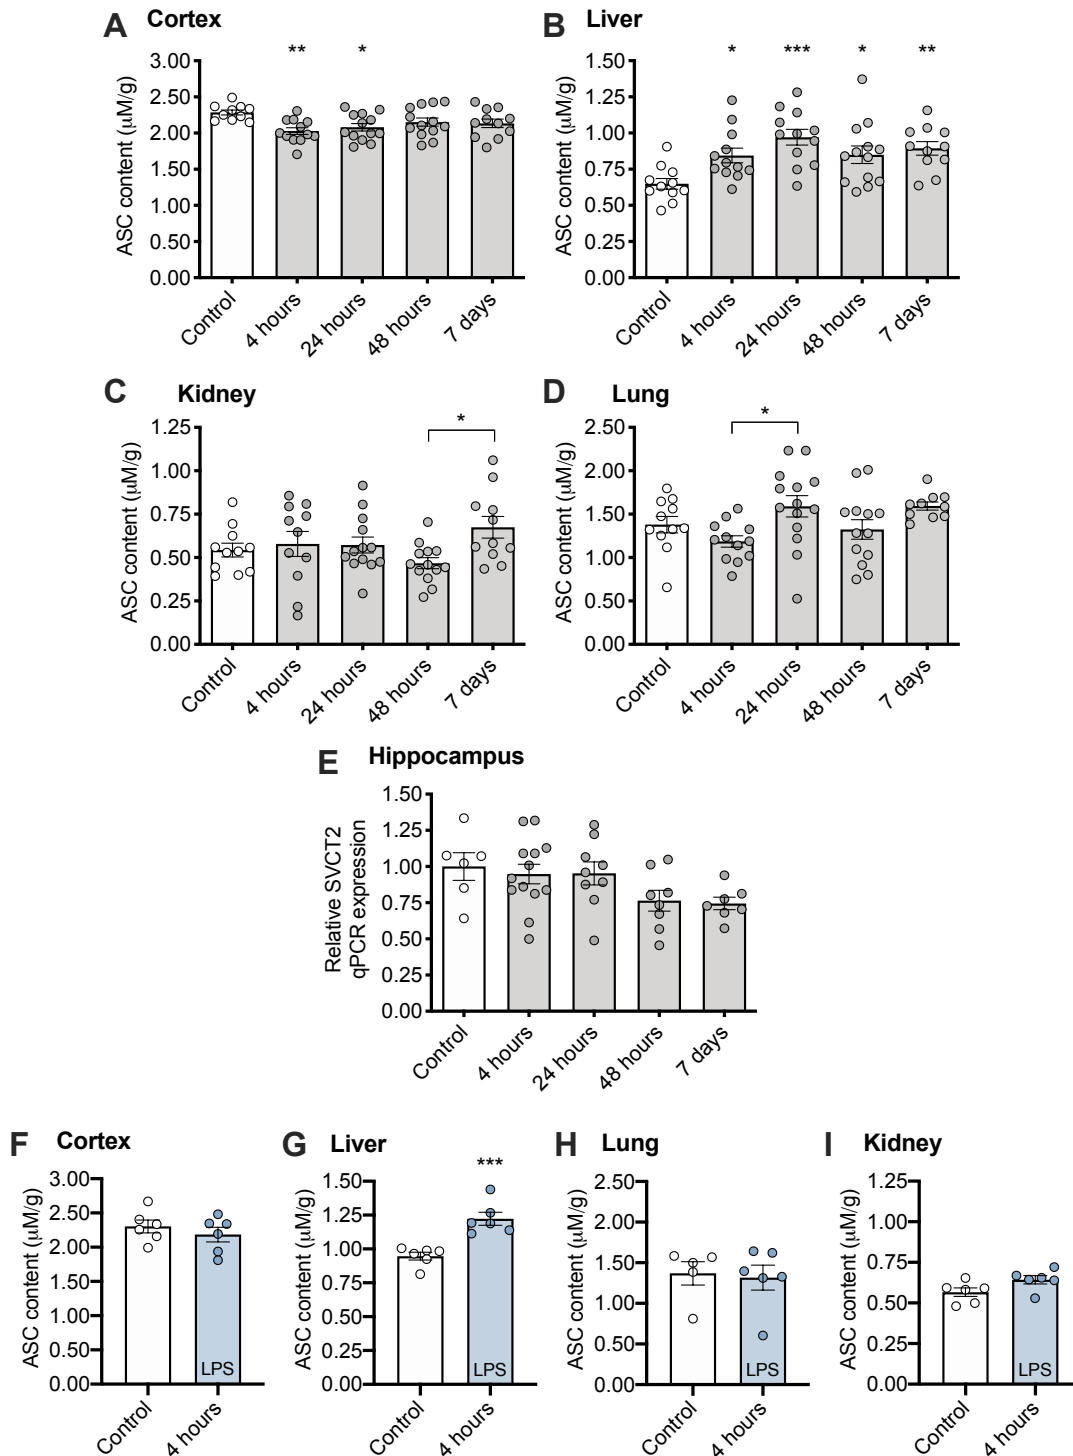 A Cortex
ASC content (μM/g)
3.00
2.50
2.00
1.50
1.00
0.50
0.00
** *
Control 4 hours 24 hours 48 hours 7 days
B Liver
ASC content (μM/g)
1.50
1.25
1.00
0.75
0.50
0.25
0.00
* *** * **
Control 4 hours 24 hours 48 hours 7 days
C Kidney
ASC content (μM/g)
1.25
1.00
0.75
0.50
0.25
0.00
*
Control 4 hours 24 hours 48 hours 7 days
D Lung
ASC content (μM/g)
2.50
2.00
1.50
1.00
0.50
0.00
*
Control 4 hours 24 hours 48 hours 7 days
E Hippocampus
Relative SVCT2
qPCR expression
1.50
1.25
1.00
0.75
0.50
0.25
0.00
Control 4 hours 24 hours 48 hours 7 days
F Cortex
ASC content (μM/g)
3.00
2.50
2.00
1.50
1.00
0.50
0.00
LPS
Control 4 hours
G Liver
ASC content (μM/g)
1.50
1.25
1.00
0.75
0.50
0.25
0.00
***
LPS
Control 4 hours
H Lung
ASC content (μM/g)
2.50
2.00
1.50
1.00
0.50
0.00
LPS
Control 4 hours
I Kidney
ASC content (μM/g)
1.25
1.00
0.75
0.50
0.25
0.00
LPS
Control 4 hours